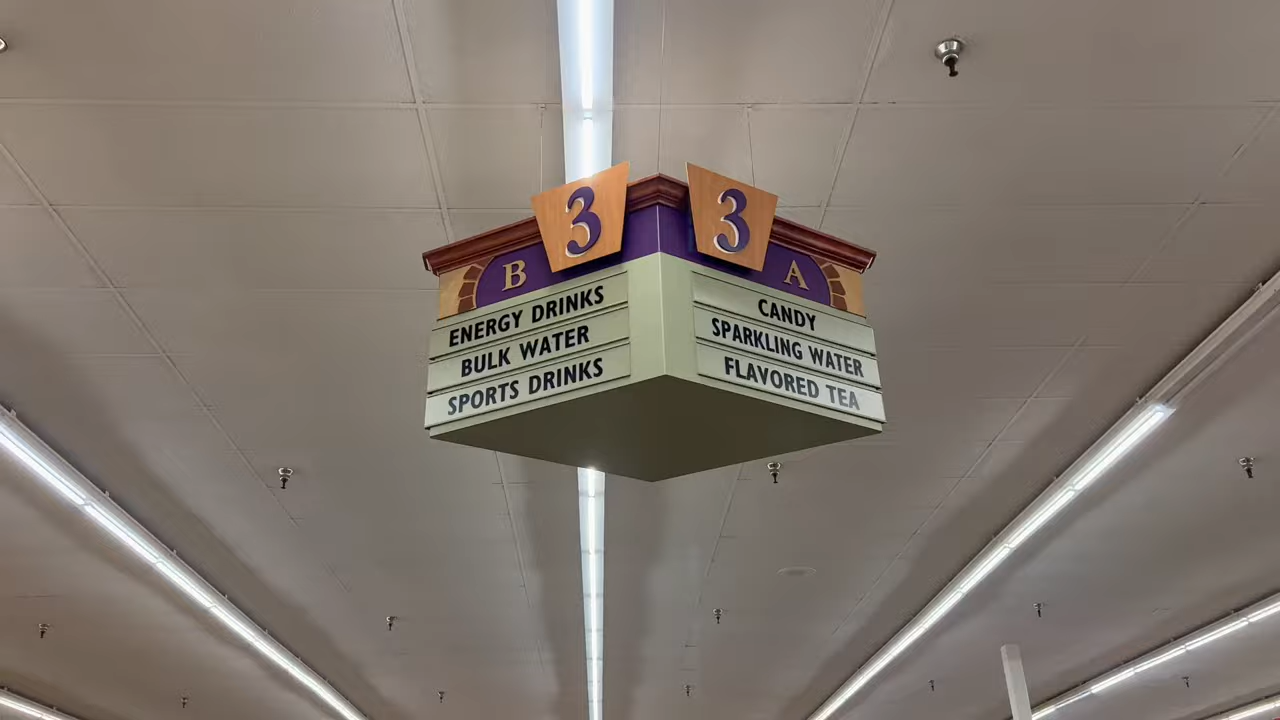 3
B
ENERGY DRINKS
BULK WATER
SPORTS DRINKS
3
A
CANDY
SPARKLING WATER
FLAVORED TEA